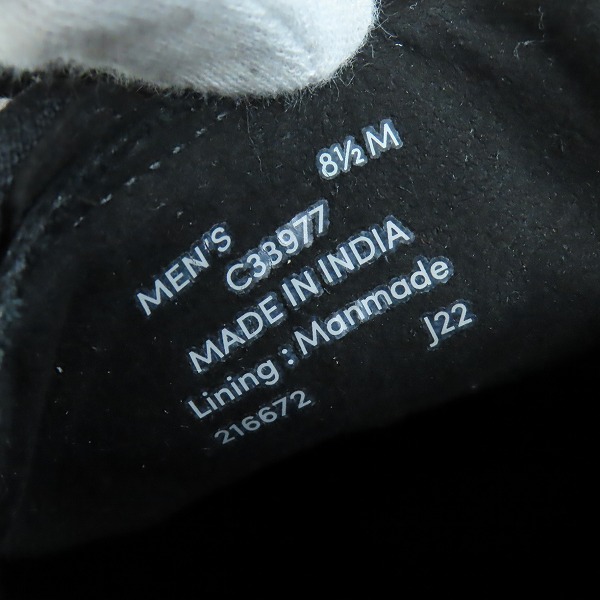 MEN'S 8½ M
C33977
MADE IN INDIA
Lining : Manmade
216672 J22